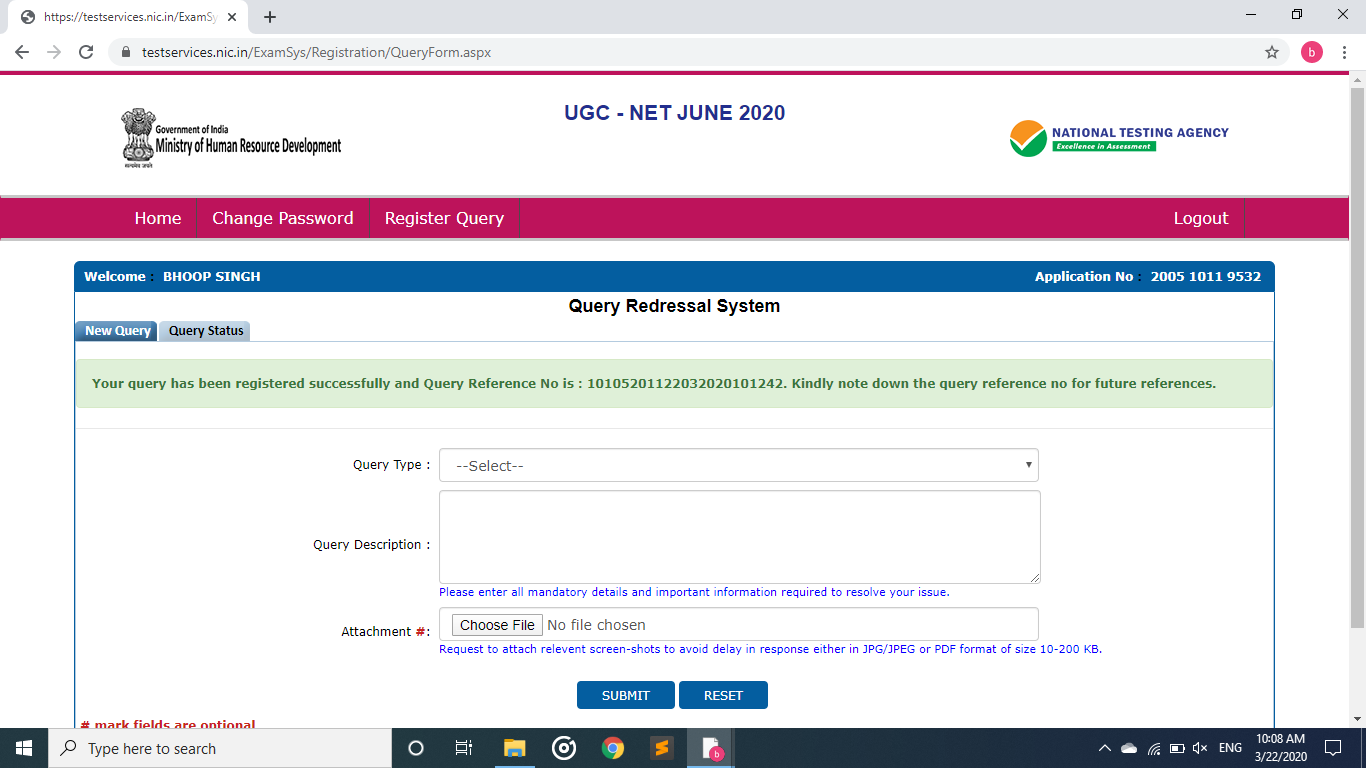 https://testservices.nic.in/ExamSy
testservices.nic.in/ExamSys/Registration/QueryForm.aspx
b
UGC - NET JUNE 2020
Government of India
Ministry of Human Resource Development
सत्यमेव जयते
NATIONAL TESTING AGENCY
Excellence in Assessment
Home Change Password Register Query Logout
Welcome : BHOOP SINGH Application No : 2005 1011 9532
Query Redressal System
New Query Query Status
Your query has been registered successfully and Query Reference No is : 10105201122032020101242. Kindly note down the query reference no for future references.
Query Type : --Select--
Query Description :
Please enter all mandatory details and important information required to resolve your issue.
Attachment #: Choose File No file chosen
Request to attach relevent screen-shots to avoid delay in response either in JPG/JPEG or PDF format of size 10-200 KB.
SUBMIT RESET
# mark fields are optional
Type here to search
b
ENG
10:08 AM
3/22/2020